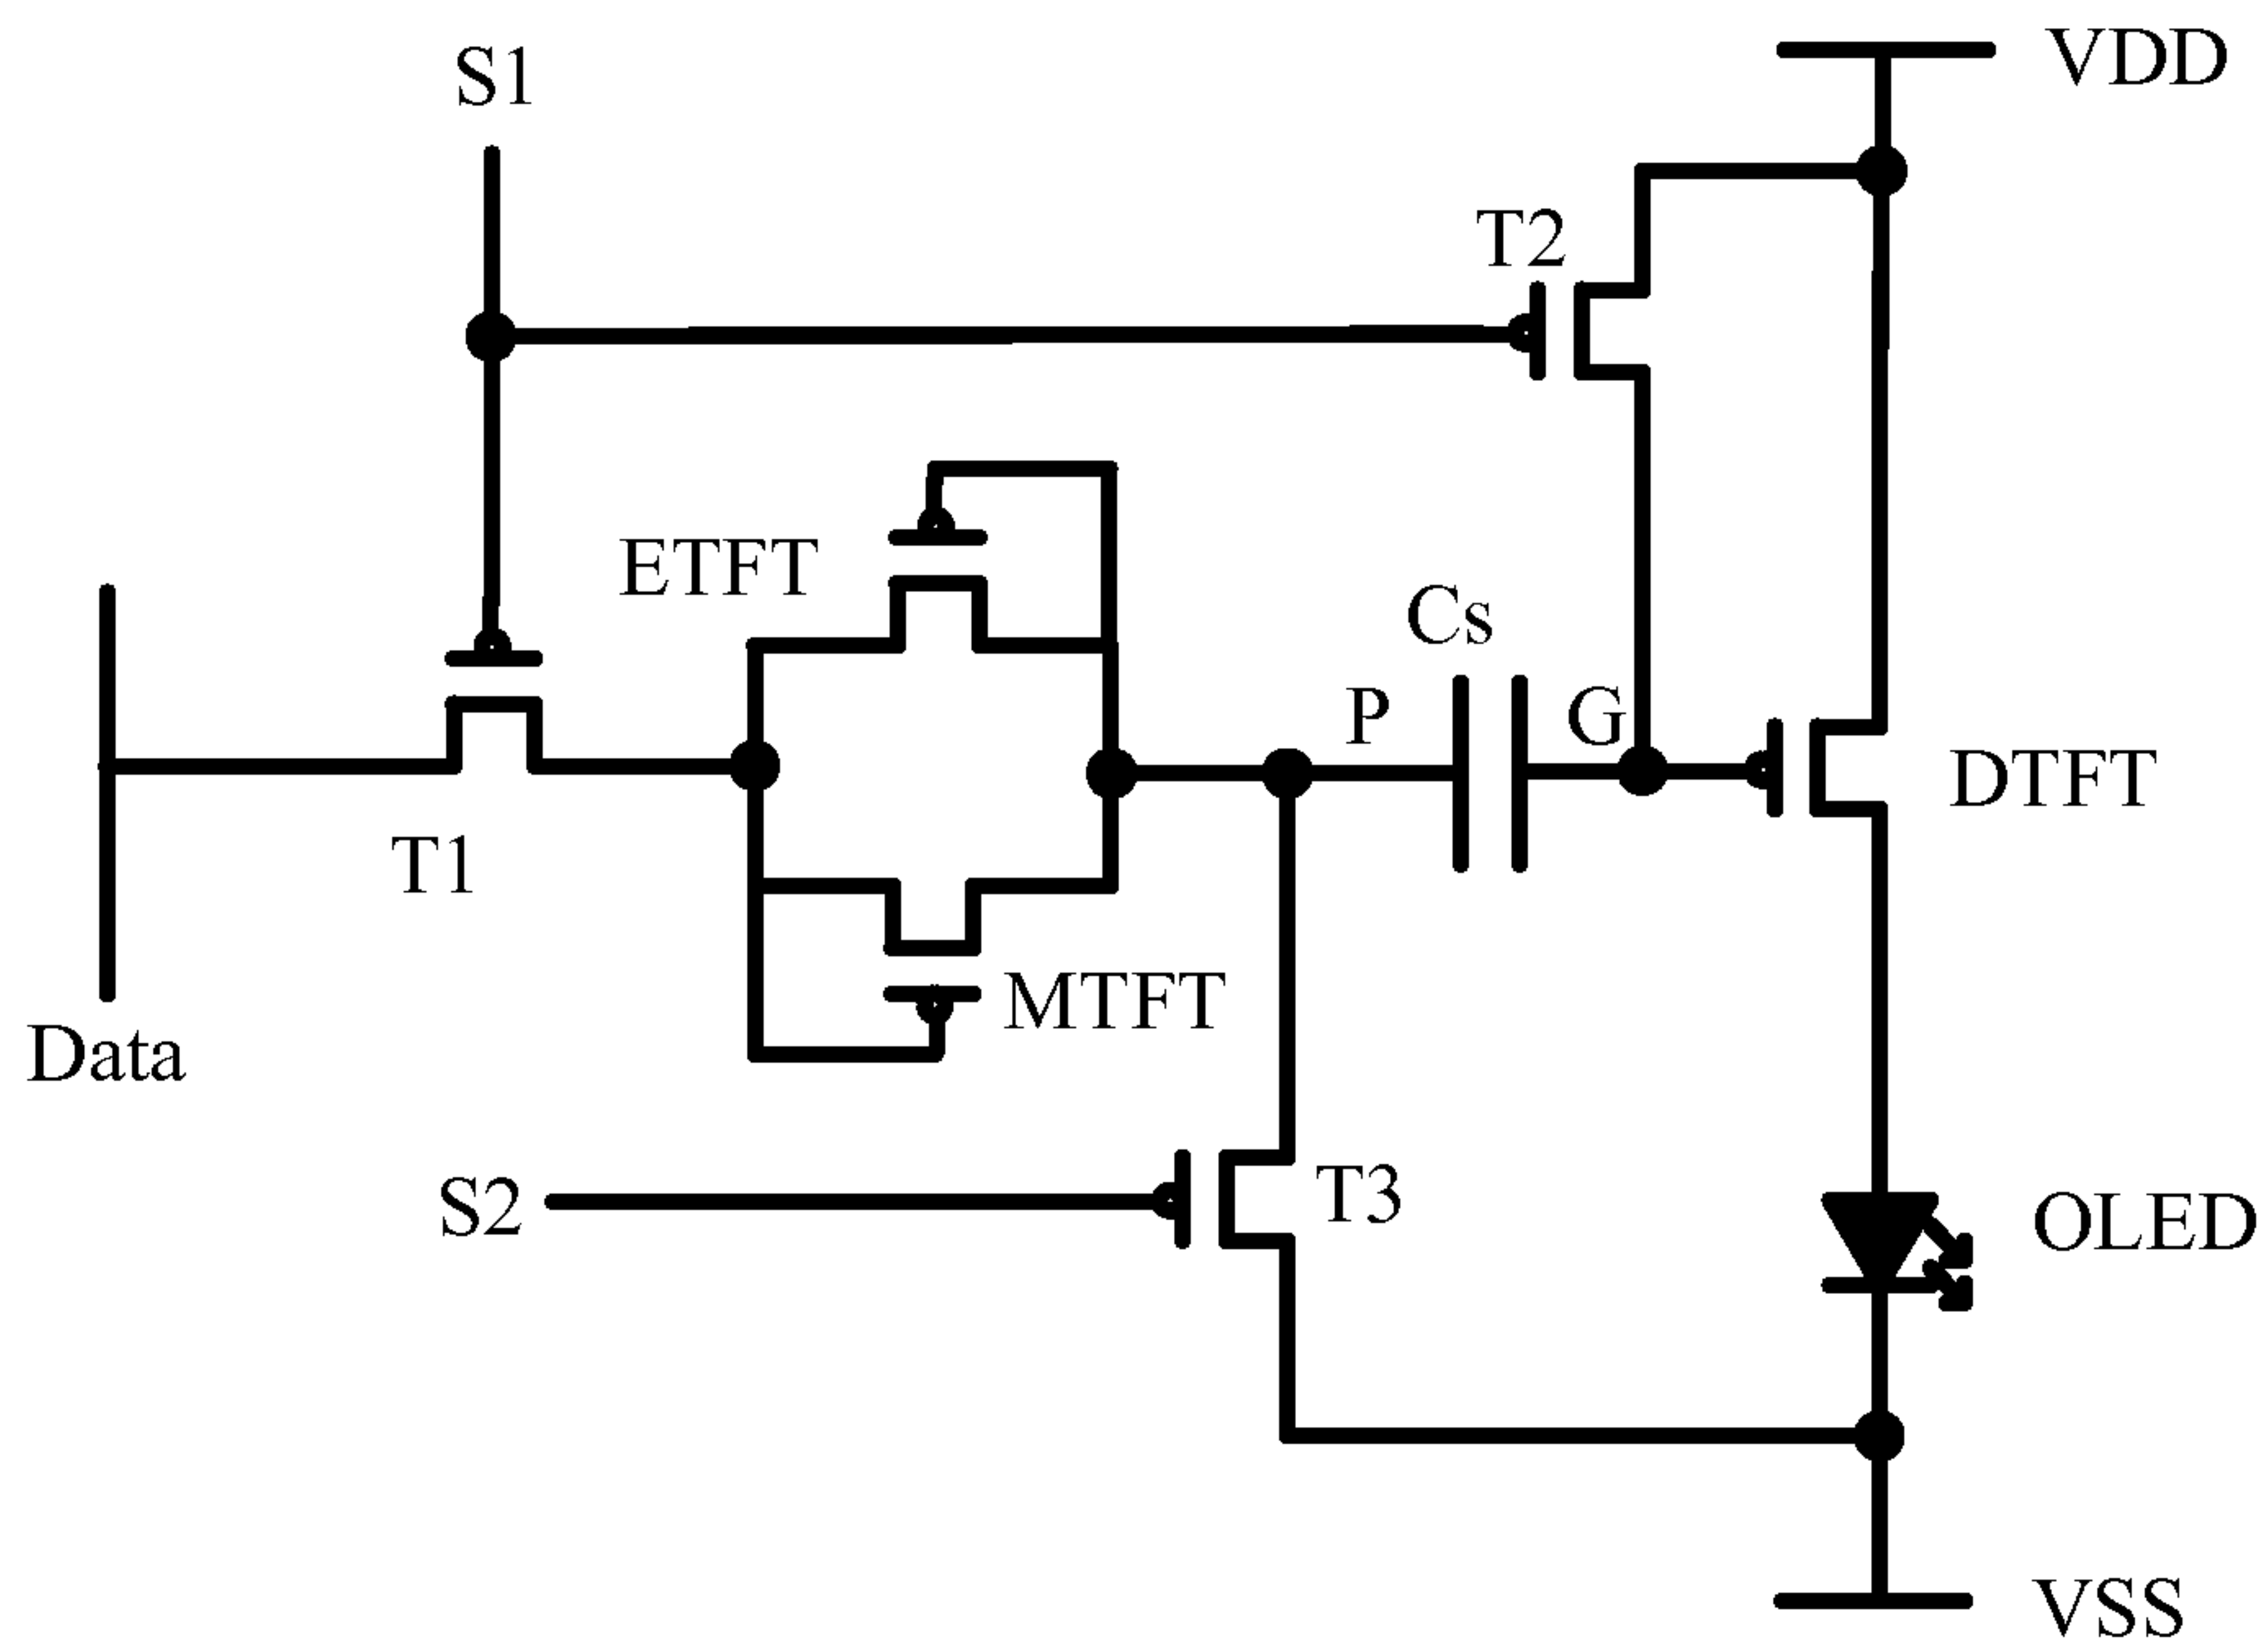 S1
VDD
T2
ETFT
Cs
P
G
DTFT
T1
MTFT
Data
S2
T3
OLED
VSS